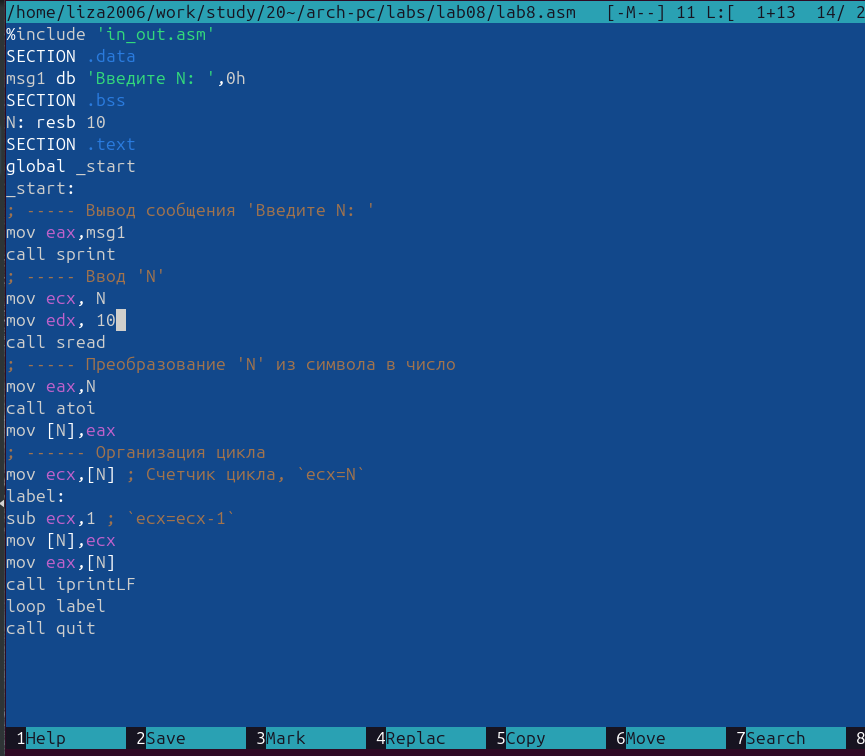 /home/liza2006/work/study/20~/arch-pc/labs/lab08/lab8.asm   [-M--] 11 L:[  1+13  14/ 2
%include 'in_out.asm'
SECTION .data
msg1 db 'Введите N: ',0h
SECTION .bss
N: resb 10
SECTION .text
global _start
_start:
; ----- Вывод сообщения 'Введите N: '
mov eax,msg1
call sprint
; ----- Ввод 'N'
mov ecx, N
mov edx, 10
call sread
; ----- Преобразование 'N' из символа в число
mov eax,N
call atoi
mov [N],eax
; ------ Организация цикла
mov ecx,[N] ; Счетчик цикла, `ecx=N`
label:
sub ecx,1 ; `ecx=ecx-1`
mov [N],ecx
mov eax,[N]
call iprintLF
loop label
call quit
1Help 2Save 3Mark 4Replac 5Copy 6Move 7Search 8